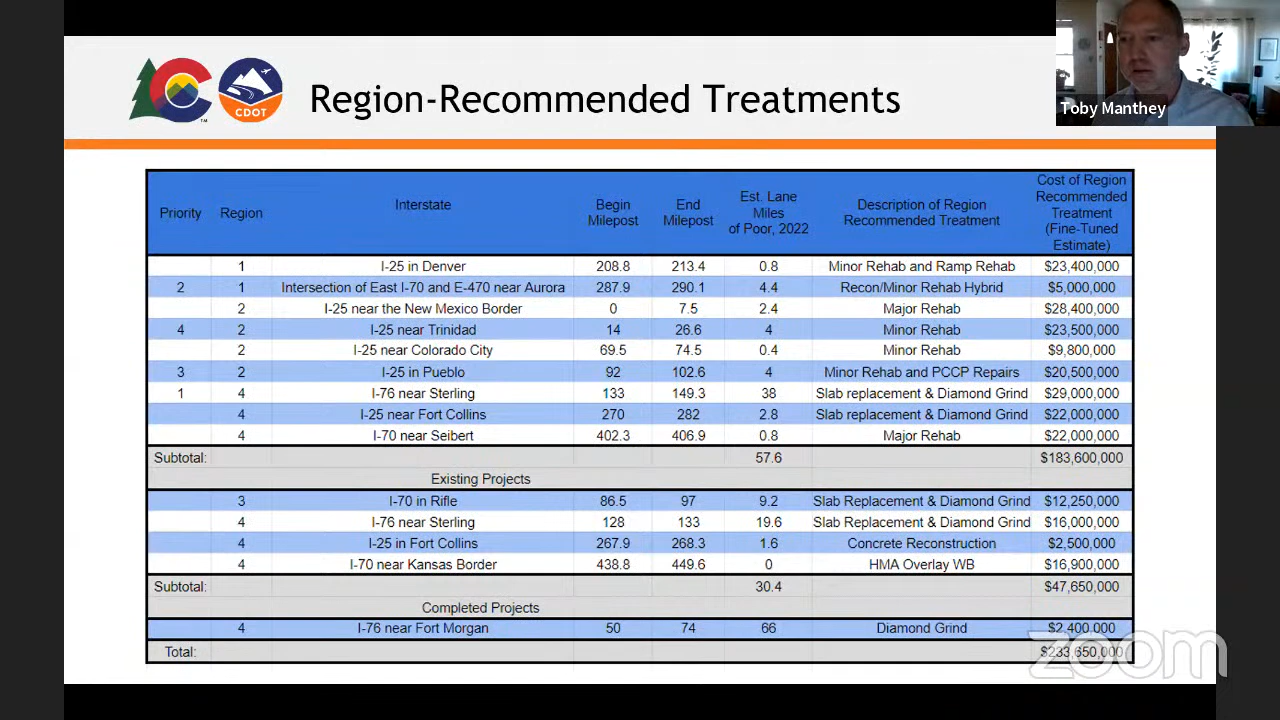 Region-Recommended Treatments
CDOT
TM
Toby Manthey
Priority Region Interstate Begin Milepost End Milepost Est. Lane Miles of Poor, 2022 Description of Region Recommended Treatment Cost of Region Recommended Treatment (Fine-Tuned Estimate)
1 I-25 in Denver 208.8 213.4 0.8 Minor Rehab and Ramp Rehab $23,400,000
2 1 Intersection of East I-70 and E-470 near Aurora 287.9 290.1 4.4 Recon/Minor Rehab Hybrid $5,000,000
2 I-25 near the New Mexico Border 0 7.5 2.4 Major Rehab $28,400,000
4 2 I-25 near Trinidad 14 26.6 4 Minor Rehab $23,500,000
2 I-25 near Colorado City 69.5 74.5 0.4 Minor Rehab $9,800,000
3 2 I-25 in Pueblo 92 102.6 4 Minor Rehab and PCCP Repairs $20,500,000
1 4 I-76 near Sterling 133 149.3 38 Slab replacement & Diamond Grind $29,000,000
4 I-25 near Fort Collins 270 282 2.8 Slab replacement & Diamond Grind $22,000,000
4 I-70 near Seibert 402.3 406.9 0.8 Major Rehab $22,000,000
Subtotal: 57.6 $183,600,000
Existing Projects
3 I-70 in Rifle 86.5 97 9.2 Slab Replacement & Diamond Grind $12,250,000
4 I-76 near Sterling 128 133 19.6 Slab Replacement & Diamond Grind $16,000,000
4 I-25 in Fort Collins 267.9 268.3 1.6 Concrete Reconstruction $2,500,000
4 I-70 near Kansas Border 438.8 449.6 0 HMA Overlay WB $16,900,000
Subtotal: 30.4 $47,650,000
Completed Projects
4 I-76 near Fort Morgan 50 74 66 Diamond Grind $2,400,000
Total: $233,650,000
zoom